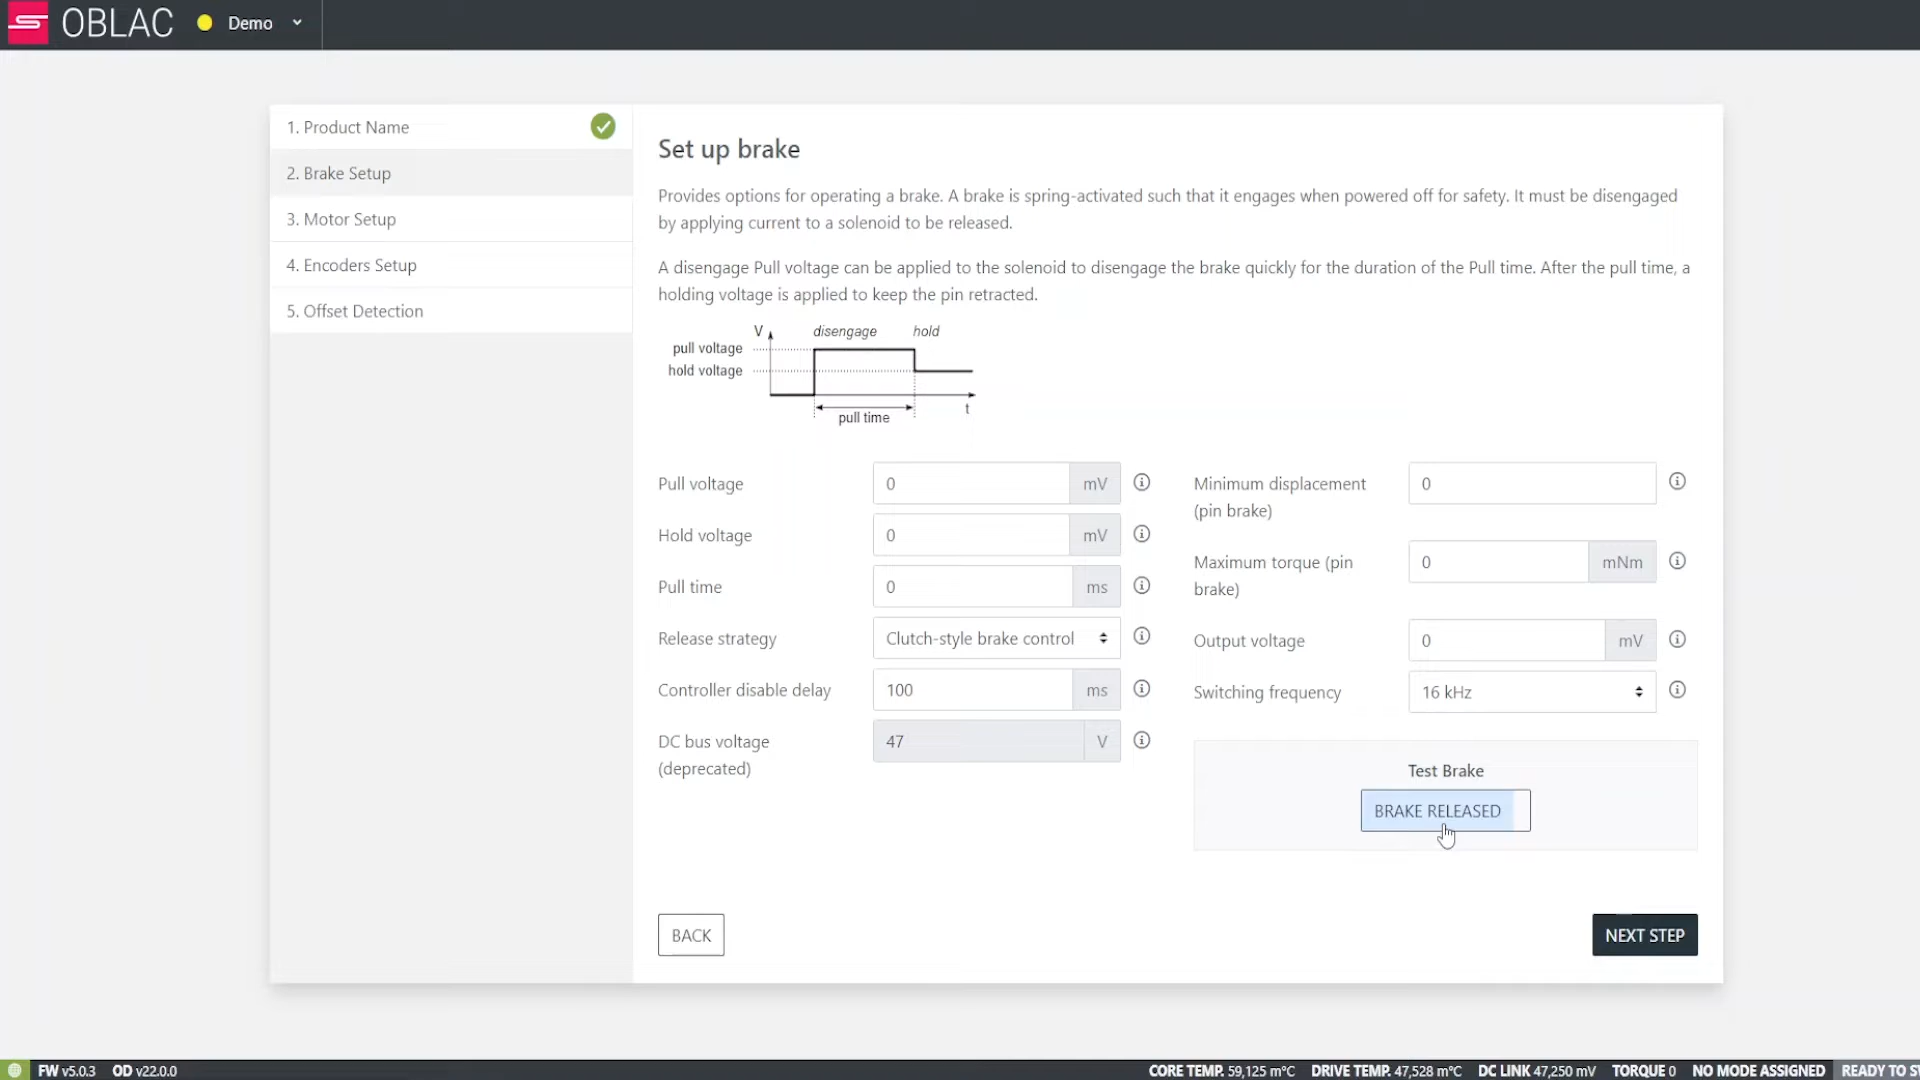 OBLAC Demo
1. Product Name
2. Brake Setup
3. Motor Setup
4. Encoders Setup
5. Offset Detection
Set up brake
Provides options for operating a brake. A brake is spring-activated such that it engages when powered off for safety. It must be disengaged
by applying current to a solenoid to be released.
A disengage Pull voltage can be applied to the solenoid to disengage the brake quickly for the duration of the Pull time. After the pull time, a
holding voltage is applied to keep the pin retracted.
V disengage hold
pull voltage
hold voltage
t
pull time
Pull voltage 0 mV
Hold voltage 0 mV
Pull time 0 ms
Release strategy Clutch-style brake control
Controller disable delay 100 ms
DC bus voltage 47 V
(deprecated)
Minimum displacement 0
(pin brake)
Maximum torque (pin 0 mNm
brake)
Output voltage 0 mV
Switching frequency 16 kHz
Test Brake
BRAKE RELEASED
BACK NEXT STEP
FW v5.0.3 OD v22.0.0 CORE TEMP. 59,125 m°C DRIVE TEMP. 47,528 m°C DC LINK 47,250 mV TORQUE 0 NO MODE ASSIGNED READY TO S